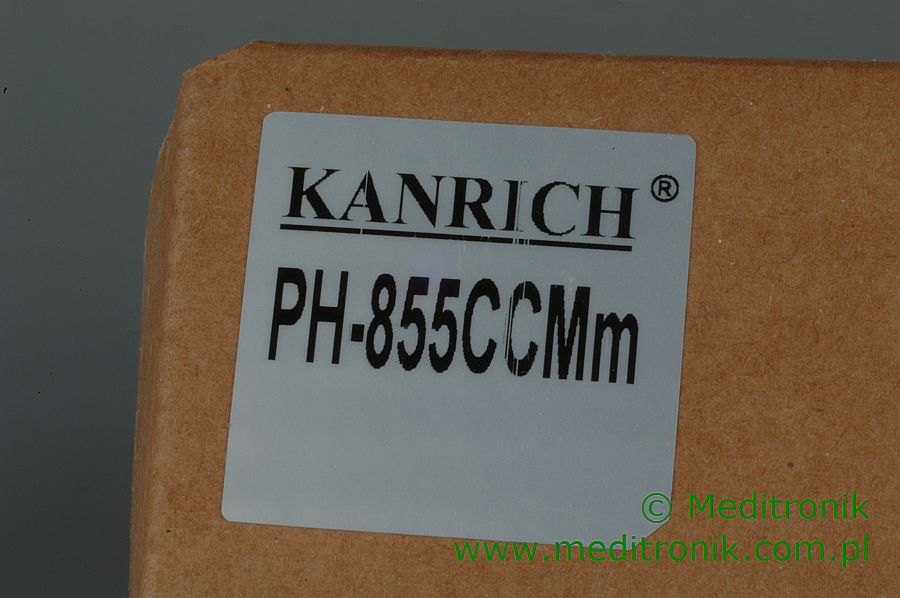 KANRICH®
PH-855CCMm
© Meditronik
www.meditronik.com.pl